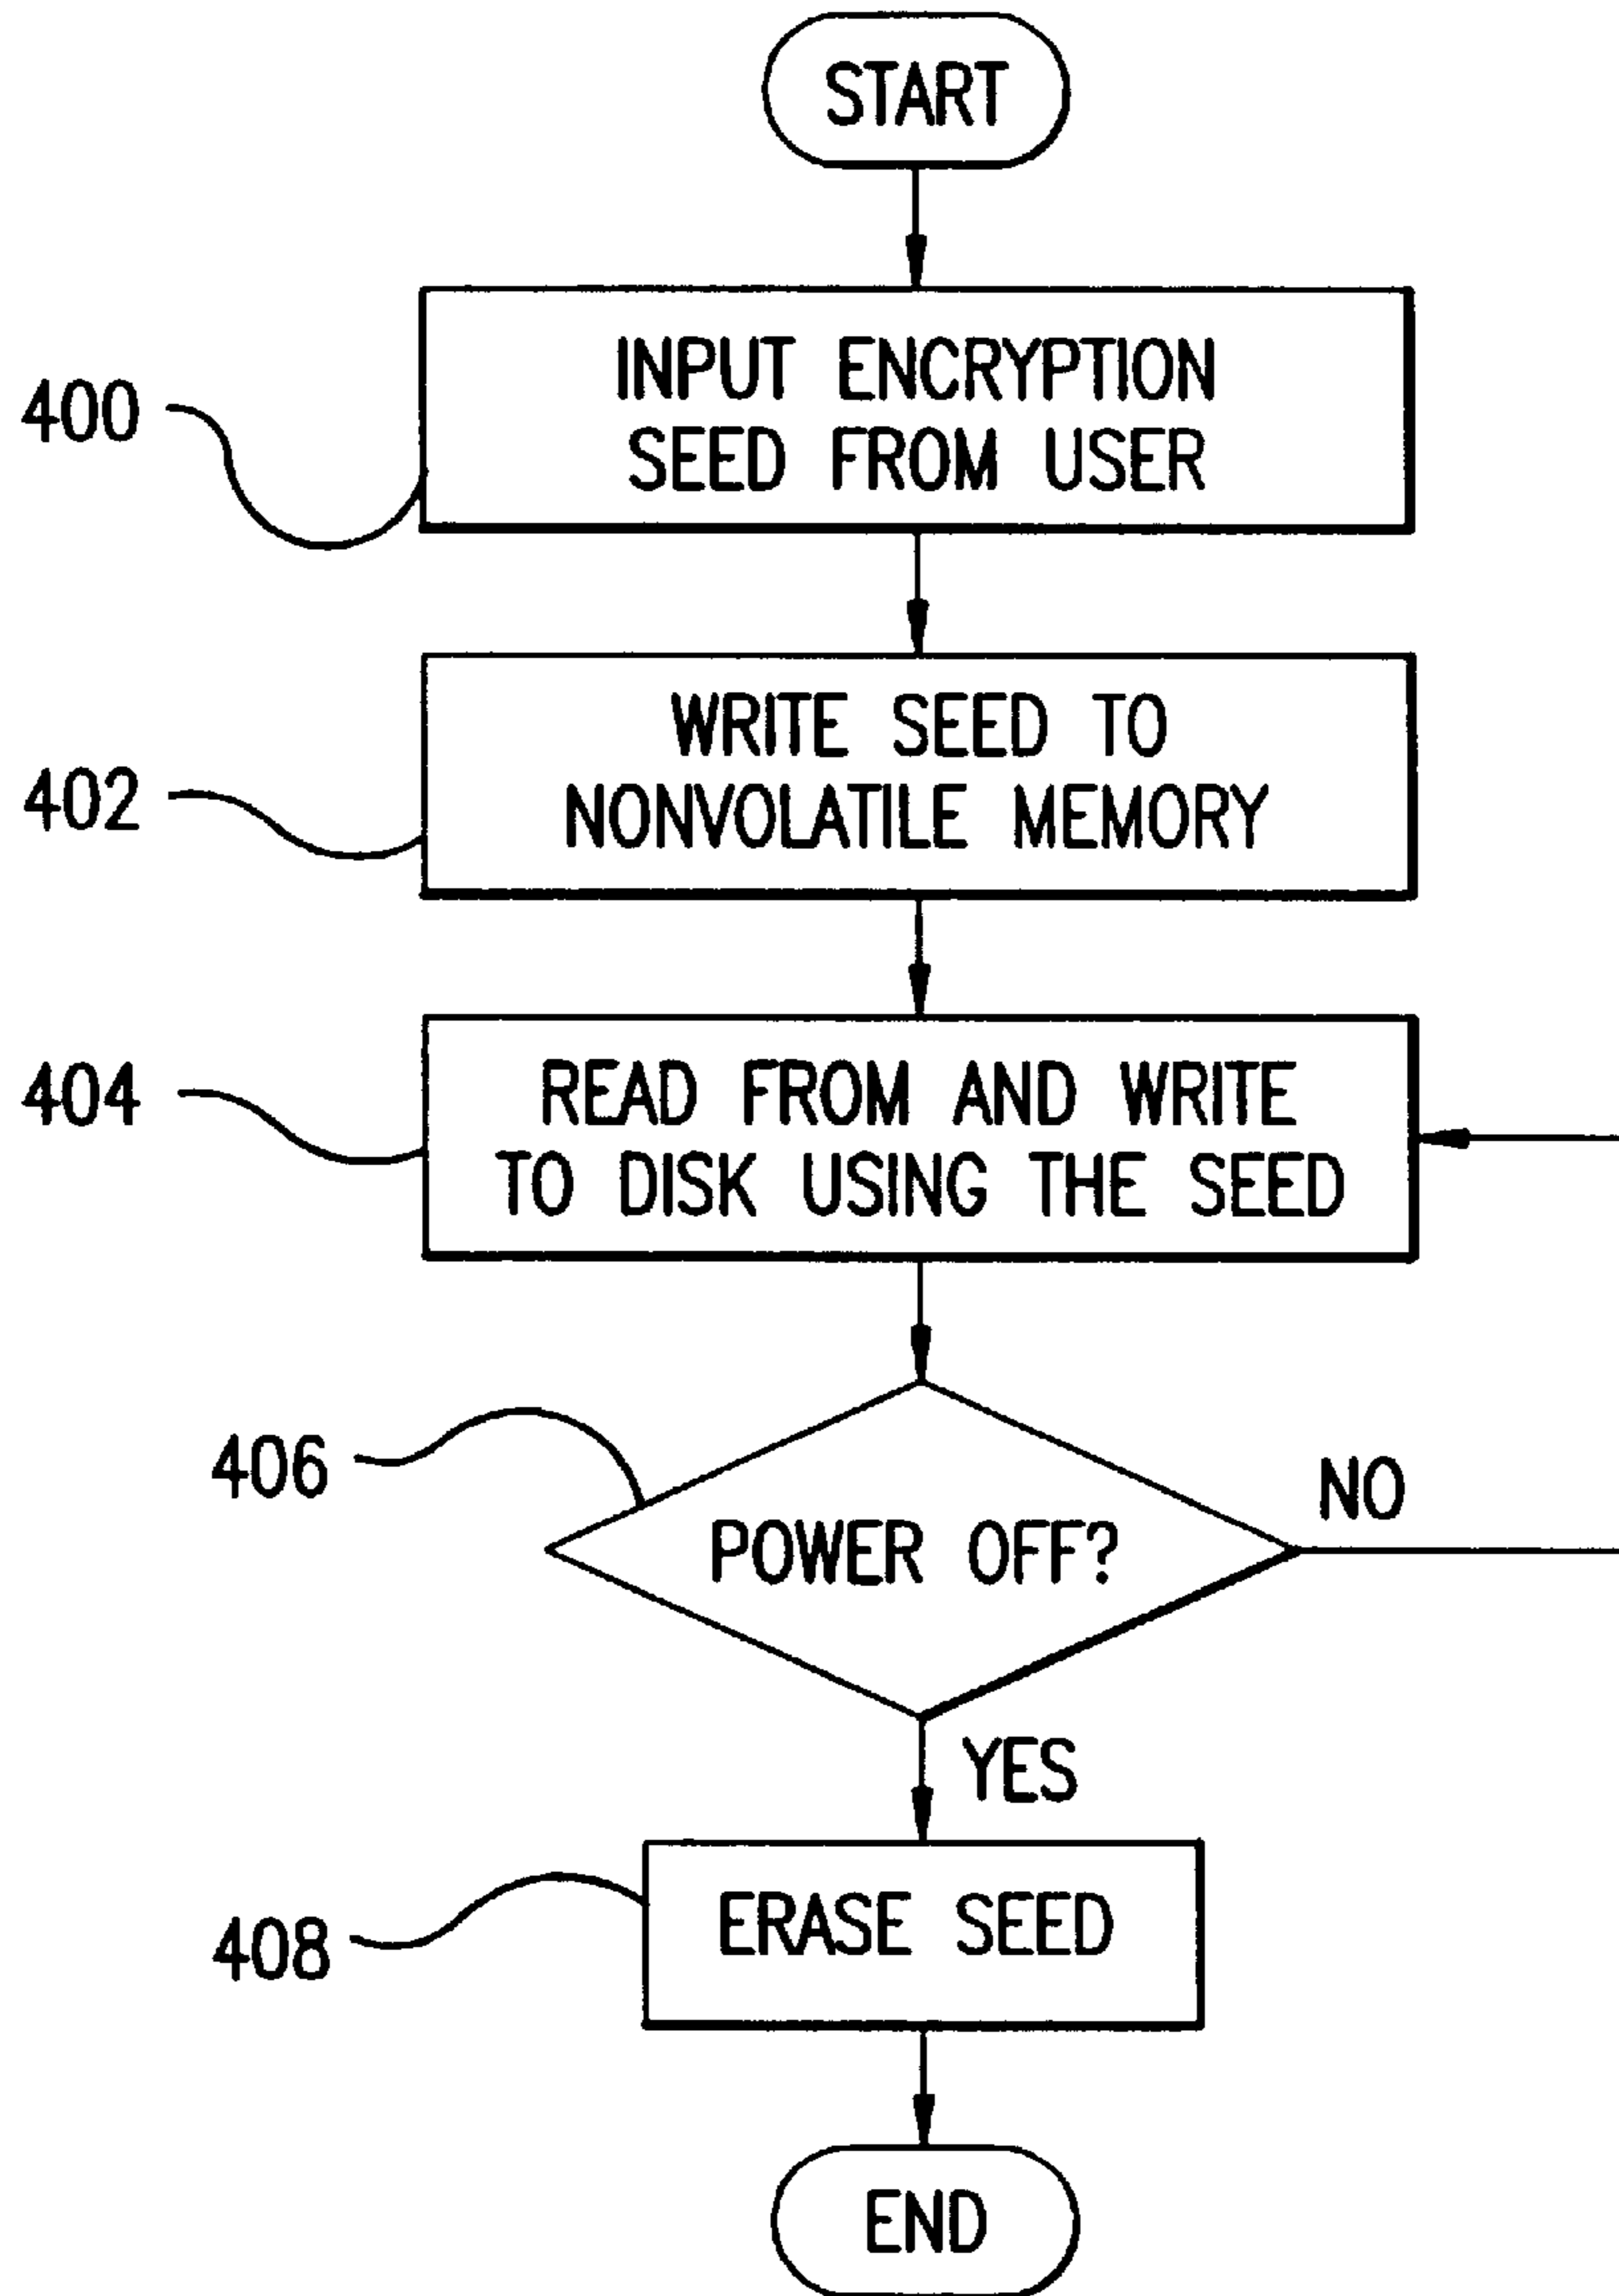 START
400
INPUT ENCRYPTION
SEED FROM USER
402
WRITE SEED TO
NONVOLATILE MEMORY
404
READ FROM AND WRITE
TO DISK USING THE SEED
406
POWER OFF?
NO
YES
408
ERASE SEED
END